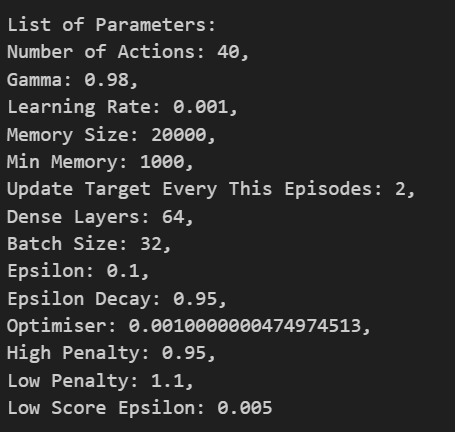 List of Parameters:
Number of Actions: 40,
Gamma: 0.98,
Learning Rate: 0.001,
Memory Size: 20000,
Min Memory: 1000,
Update Target Every This Episodes: 2,
Dense Layers: 64,
Batch Size: 32,
Epsilon: 0.1,
Epsilon Decay: 0.95,
Optimiser: 0.0010000000474974513,
High Penalty: 0.95,
Low Penalty: 1.1,
Low Score Epsilon: 0.005